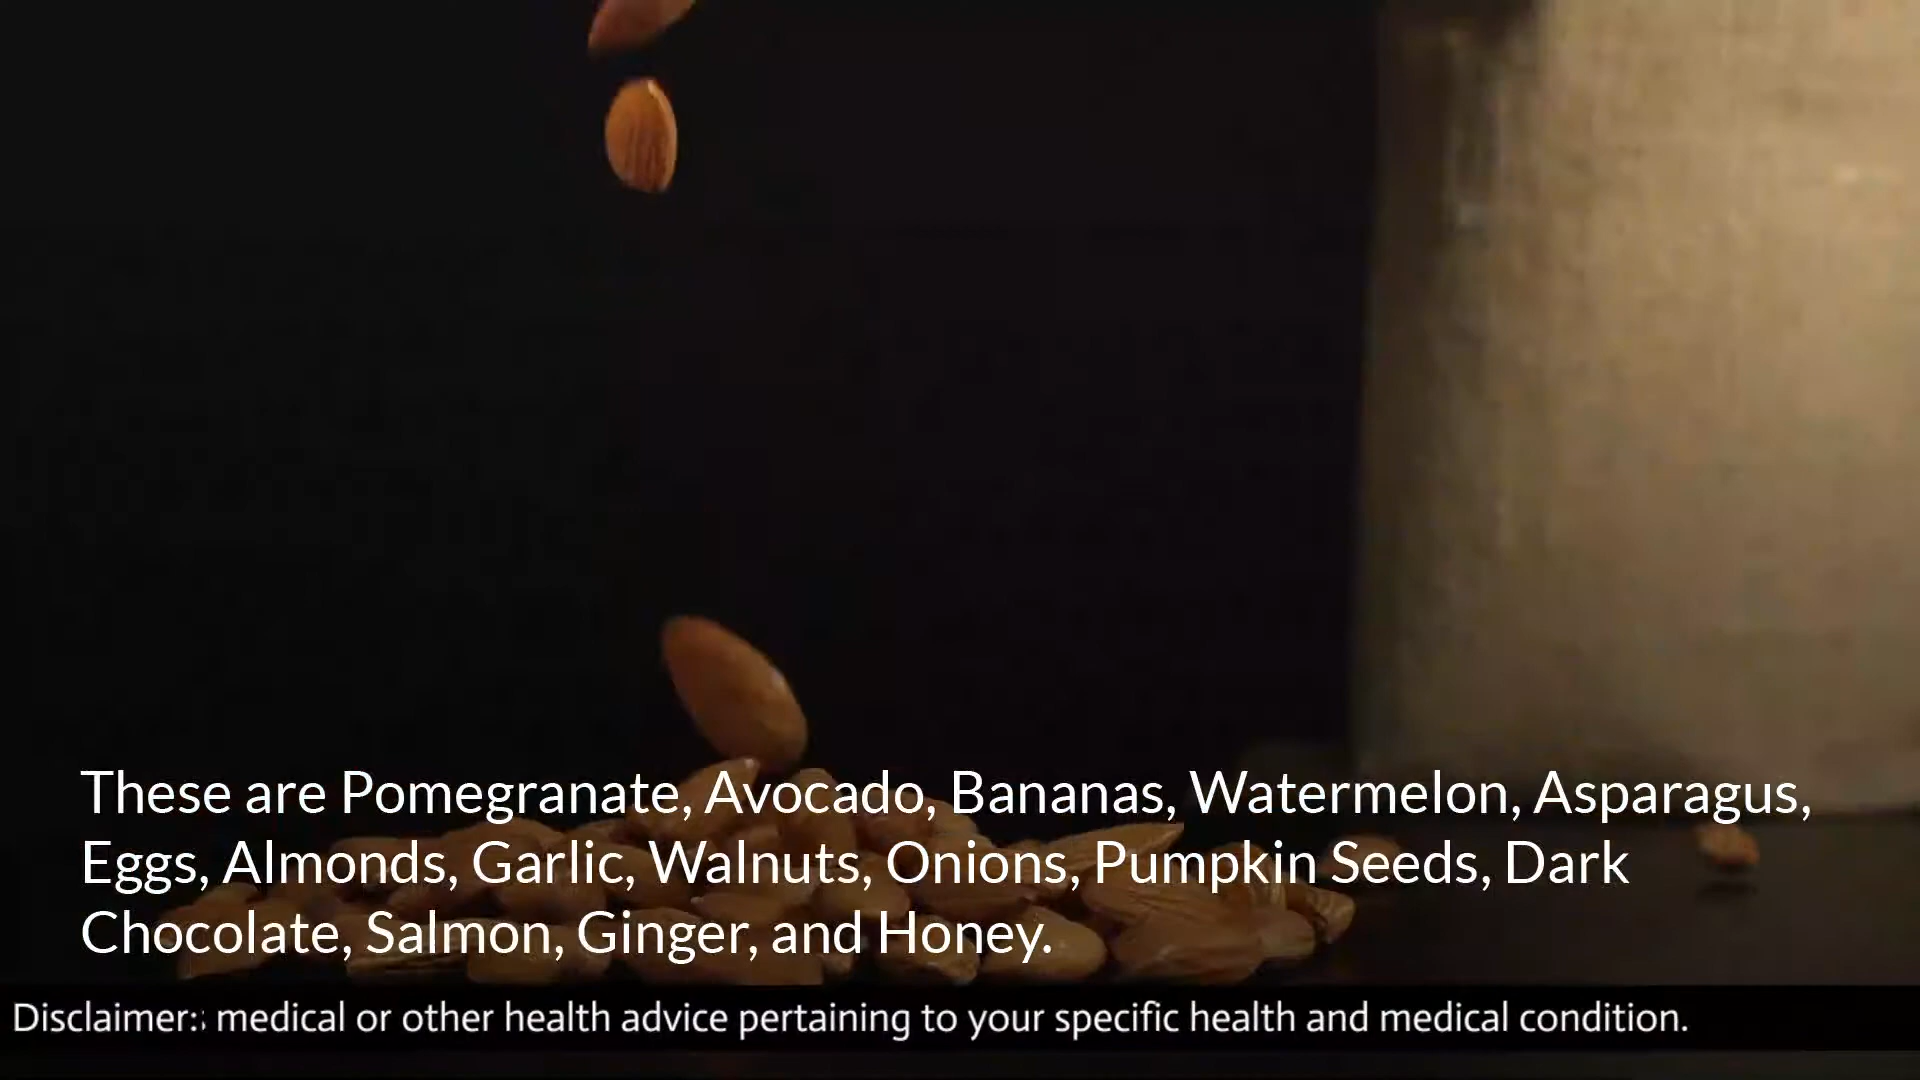 These are Pomegranate, Avocado, Bananas, Watermelon, Asparagus,
Eggs, Almonds, Garlic, Walnuts, Onions, Pumpkin Seeds, Dark
Chocolate, Salmon, Ginger, and Honey.
Disclaimer: medical or other health advice pertaining to your specific health and medical condition.